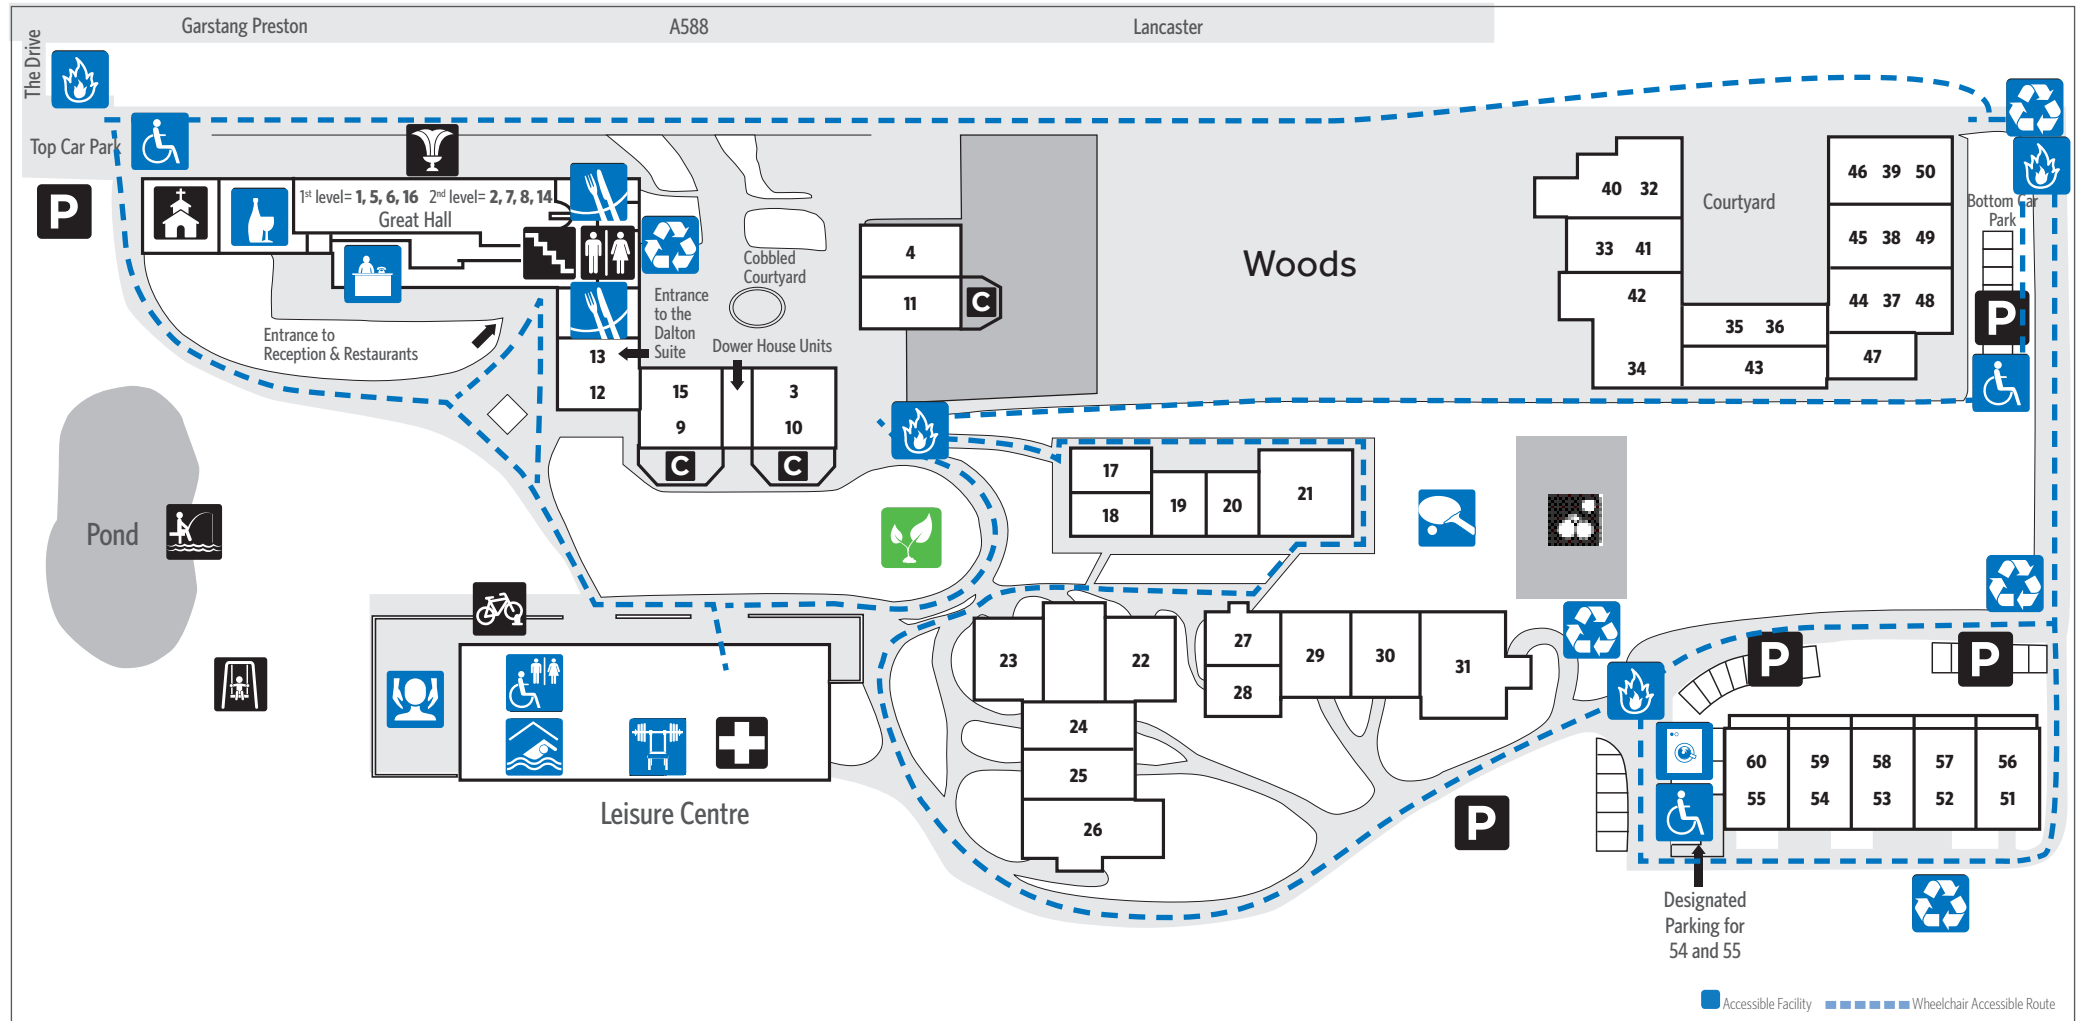 Garstang Preston
A588
Lancaster
The Drive
Top Car Park
P
1st level= 1, 5, 6, 16 2nd level= 2, 7, 8, 14
Great Hall
Entrance to
Reception & Restaurants
Entrance
to the
Dalton
Suite
Cobbled
Courtyard
Dower House Units
13
12
15
9
3
10
C
C
4
11
C
Woods
Courtyard
40 32
33 41
42
34
35 36
43
46 39 50
45 38 49
44 37 48
47
Bottom Car
Park
P
Pond
17
18
19
20
21
23
22
24
25
26
27
28
29
30
31
Leisure Centre
P
P
P
60 59 58 57 56
55 54 53 52 51
Designated
Parking for
54 and 55
Accessible Facility
Wheelchair Accessible Route